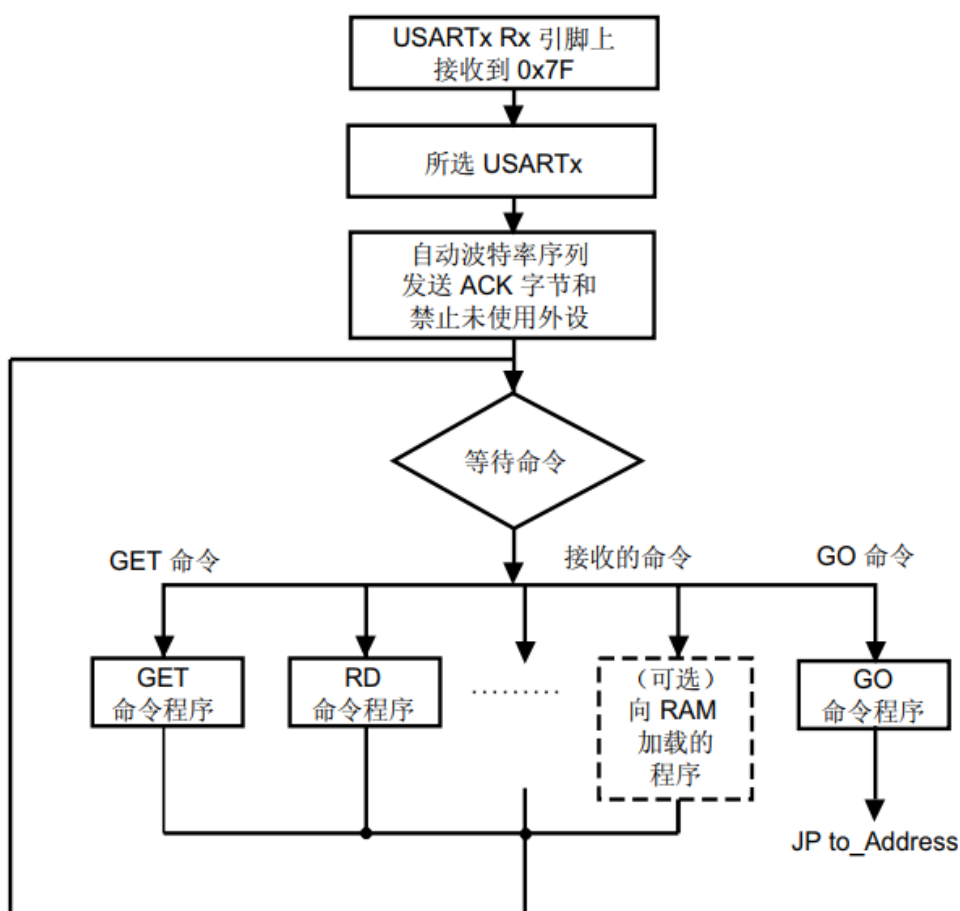 USARTx Rx 引脚上
接收到 0x7F
所选 USARTx
自动波特率序列
发送 ACK 字节和
禁止未使用外设
等待命令
GET 命令
接收的命令
GO 命令
GET
命令程序
RD
命令程序
.........
（可选）
向 RAM
加载的
程序
GO
命令程序
JP to_Address